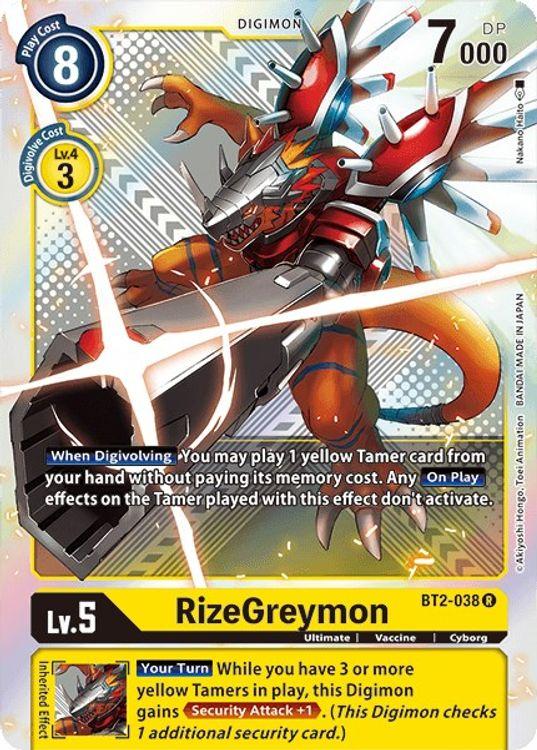 DIGIMON
Play Cost
8
7000
DP
Digivolve Cost
Lv.4
3
Nakano Haito
©Akiyoshi Hongo, Toei Animation BANDAI MADE IN JAPAN
When Digivolving You may play 1 yellow Tamer card from
your hand without paying its memory cost. Any On Play
effects on the Tamer played with this effect don't activate.
Lv.5
RizeGreymon
BT2-038 R
Ultimate | Vaccine | Cyborg
Inherited Effect
Your Turn While you have 3 or more
yellow Tamers in play, this Digimon
gains Security Attack +1. (This Digimon checks
1 additional security card.)